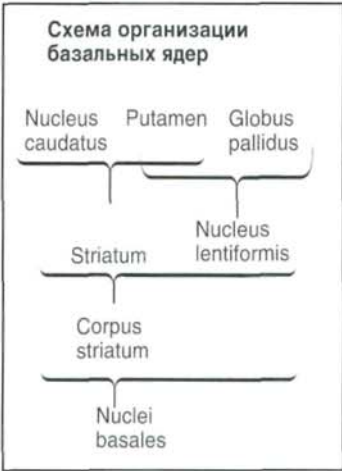 Схема организации
базальных ядер
Nucleus caudatus
Putamen
Globus pallidus
Nucleus lentiformis
Striatum
Corpus striatum
Nuclei basales